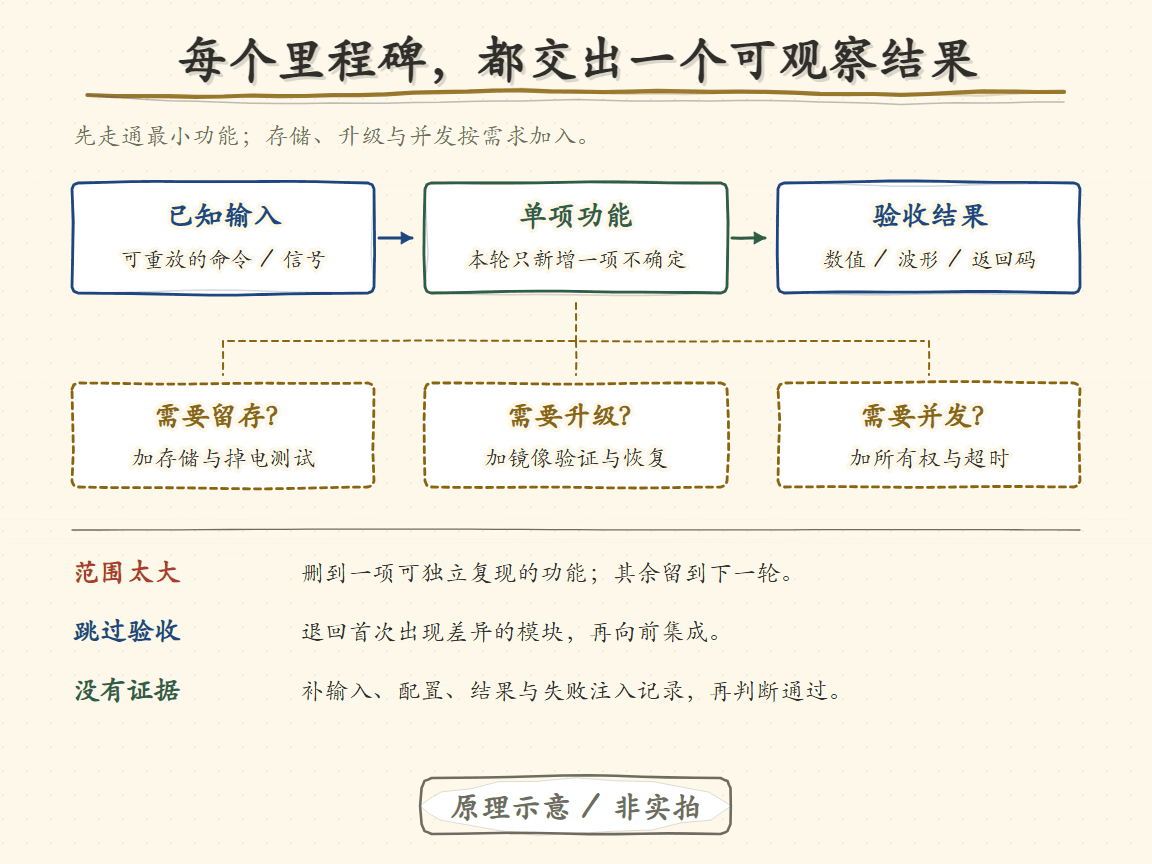 每个里程碑，都交出一个可观察结果
先走通最小功能；存储、升级与并发按需求加入。
已知输入
可重放的命令 / 信号
单项功能
本轮只新增一项不确定
验收结果
数值 / 波形 / 返回码
需要留存？
加存储与掉电测试
需要升级？
加镜像验证与恢复
需要并发？
加所有权与超时
范围太大
删到一项可独立复现的功能；其余留到下一轮。
跳过验收
退回首次出现差异的模块，再向前集成。
没有证据
补输入、配置、结果与失败注入记录，再判断通过。
原理示意 / 非实拍